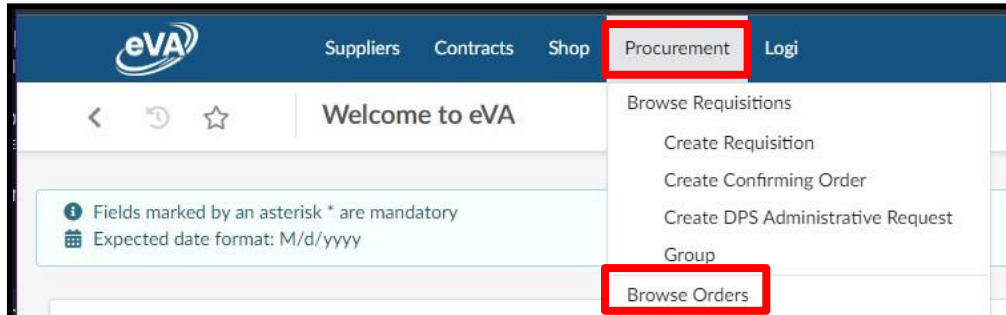 eVA Suppliers Contracts Shop Procurement Logi
Welcome to eVA
Browse Requisitions
Create Requisition
Create Confirming Order
Create DPS Administrative Request
Group
Browse Orders
Fields marked by an asterisk * are mandatory
Expected date format: M/d/yyyy